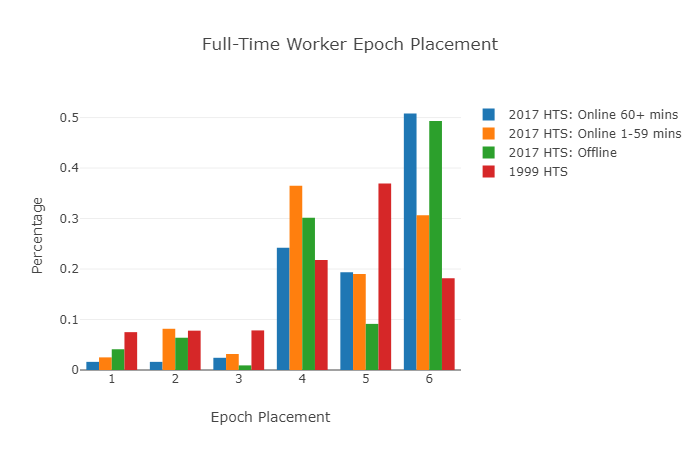 Full-Time Worker Epoch Placement
0.5
0.4
0.3
0.2
0.1
0
Percentage
1 2 3 4 5 6
Epoch Placement
2017 HTS: Online 60+ mins
2017 HTS: Online 1-59 mins
2017 HTS: Offline
1999 HTS